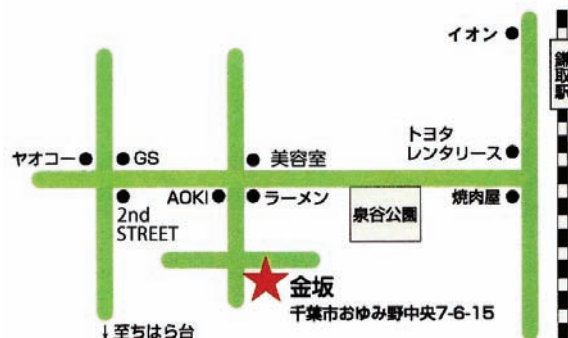 イオン
鎌取駅
トヨタ
レンタリース
ヤオコー
GS
美容室
2nd
STREET
AOKI
ラーメン
泉谷公園
焼肉屋
金坂
千葉市おゆみ野中央7-6-15
↓至ちはら台